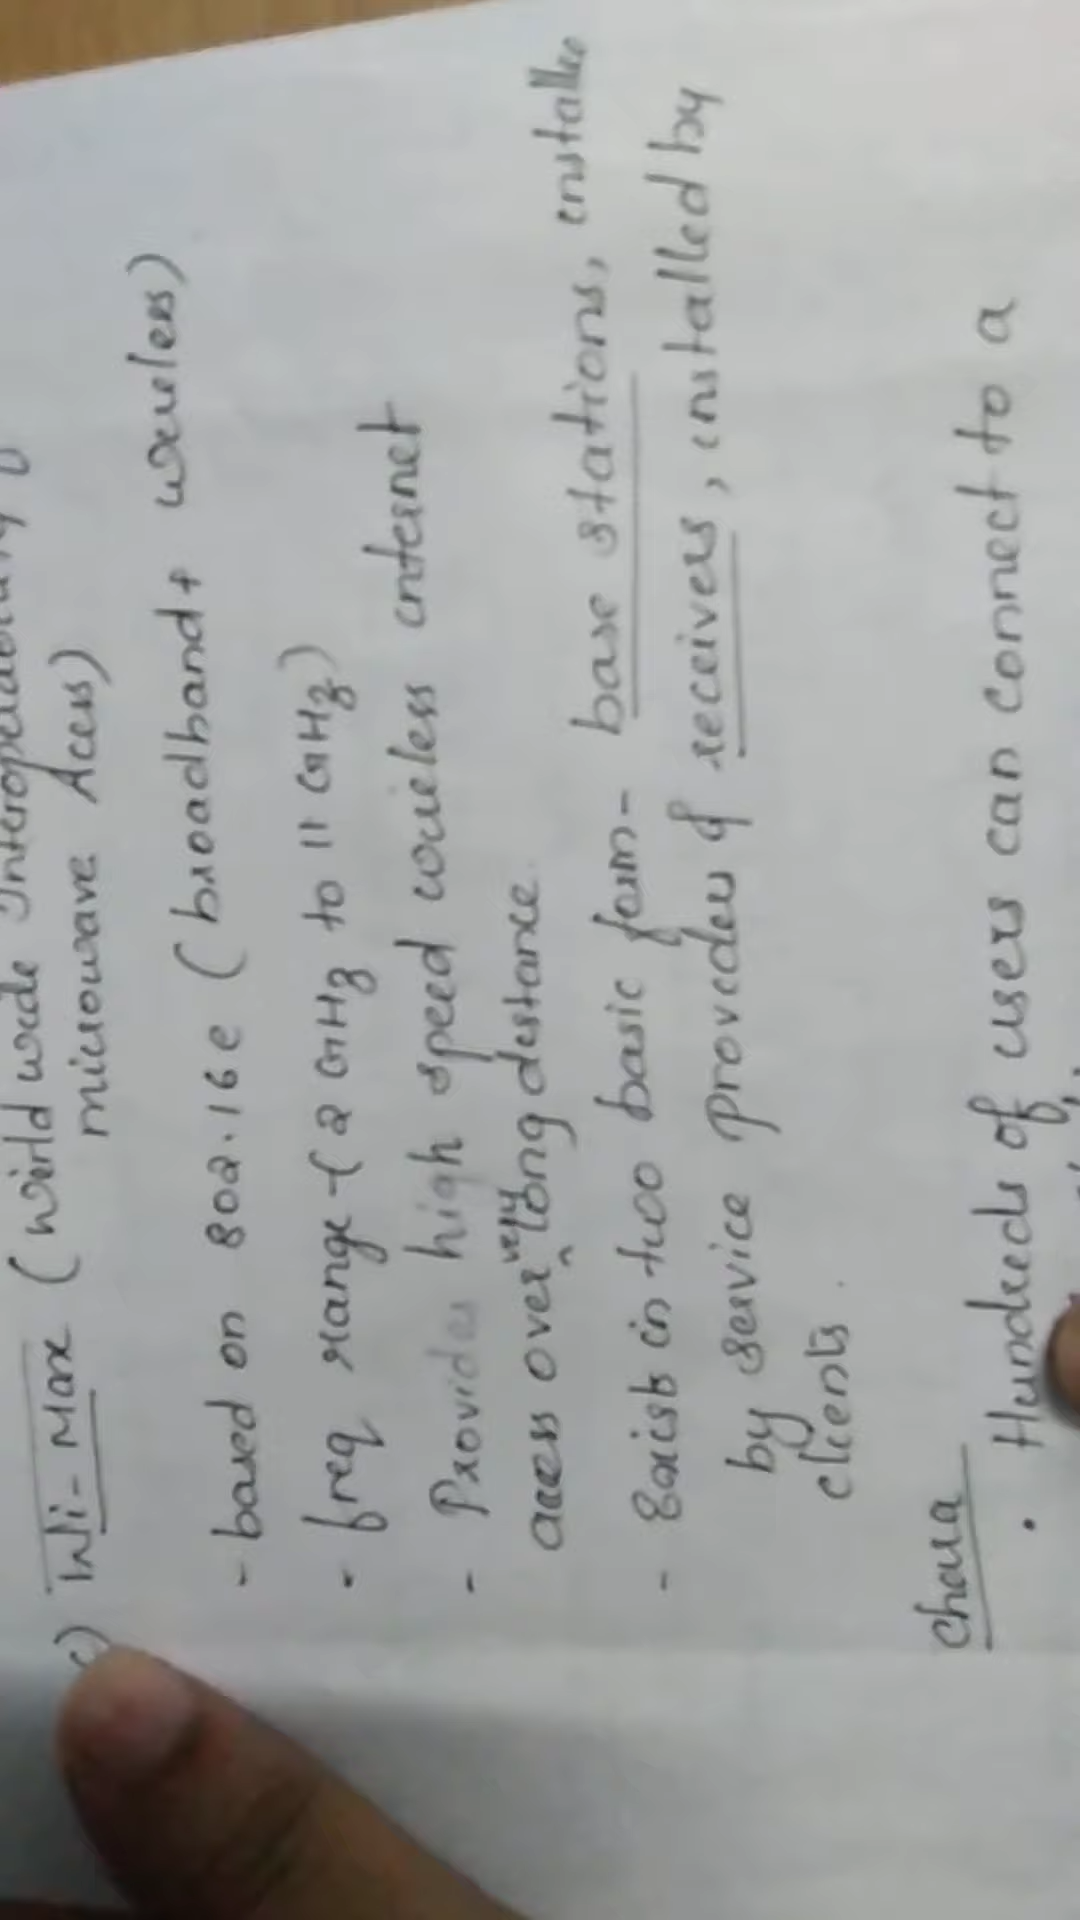 c) Wi-Max (World wide Interoperability
microwave Access)
- based on 802.16e (broadband + wireless)
- freq range - (2 GHz to 11 GHz)
- Provides high speed wireless internet
access over very long distance.
- Exists in two basic form- base stations, installed
by service providers & receivers, installed by
clients.
Chara
• Hundreds of users can connect to a